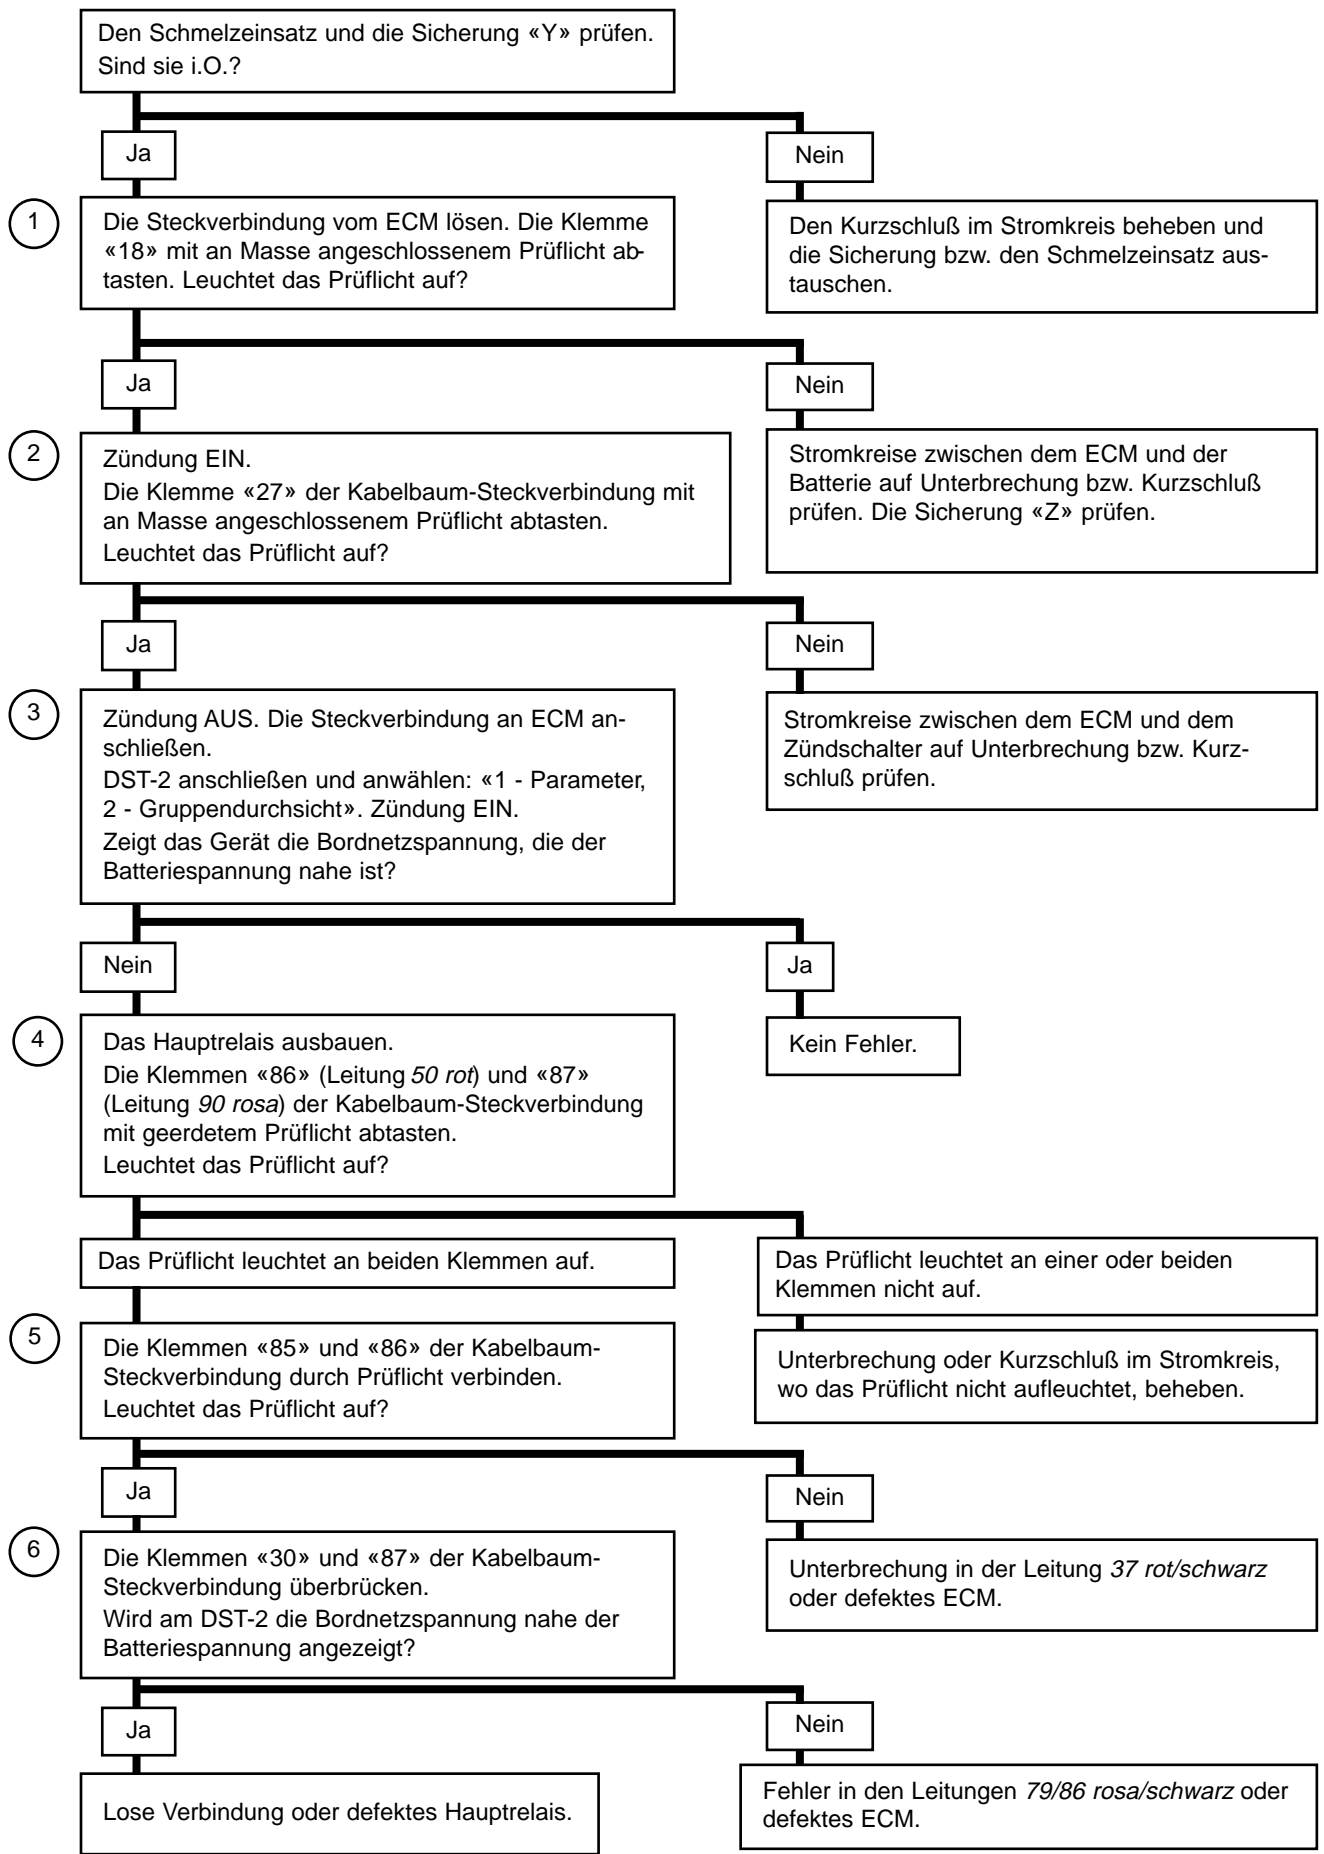 Den Schmelzeinsatz und die Sicherung «Y» prüfen.
Sind sie i.O.?
Ja
Nein
1
Die Steckverbindung vom ECM lösen. Die Klemme
«18» mit an Masse angeschlossenem Prüflicht ab-
tasten. Leuchtet das Prüflicht auf?
Den Kurzschluß im Stromkreis beheben und
die Sicherung bzw. den Schmelzeinsatz aus-
tauschen.
Ja
Nein
2
Zündung EIN.
Die Klemme «27» der Kabelbaum-Steckverbindung mit
an Masse angeschlossenem Prüflicht abtasten.
Leuchtet das Prüflicht auf?
Stromkreise zwischen dem ECM und der
Batterie auf Unterbrechung bzw. Kurzschluß
prüfen. Die Sicherung «Z» prüfen.
Ja
Nein
3
Zündung AUS. Die Steckverbindung an ECM an-
schließen.
DST-2 anschließen und anwählen: «1 - Parameter,
2 - Gruppendurchsicht». Zündung EIN.
Zeigt das Gerät die Bordnetzspannung, die der
Batteriespannung nahe ist?
Stromkreise zwischen dem ECM und dem
Zündschalter auf Unterbrechung bzw. Kurz-
schluß prüfen.
Nein
Ja
4
Das Hauptrelais ausbauen.
Die Klemmen «86» (Leitung 50 rot) und «87»
(Leitung 90 rosa) der Kabelbaum-Steckverbindung
mit geerdetem Prüflicht abtasten.
Leuchtet das Prüflicht auf?
Kein Fehler.
Das Prüflicht leuchtet an beiden Klemmen auf.
Das Prüflicht leuchtet an einer oder beiden
Klemmen nicht auf.
5
Die Klemmen «85» und «86» der Kabelbaum-
Steckverbindung durch Prüflicht verbinden.
Leuchtet das Prüflicht auf?
Unterbrechung oder Kurzschluß im Stromkreis,
wo das Prüflicht nicht aufleuchtet, beheben.
Ja
Nein
6
Die Klemmen «30» und «87» der Kabelbaum-
Steckverbindung überbrücken.
Wird am DST-2 die Bordnetzspannung nahe der
Batteriespannung angezeigt?
Unterbrechung in der Leitung 37 rot/schwarz
oder defektes ECM.
Ja
Nein
Lose Verbindung oder defektes Hauptrelais.
Fehler in den Leitungen 79/86 rosa/schwarz oder
defektes ECM.